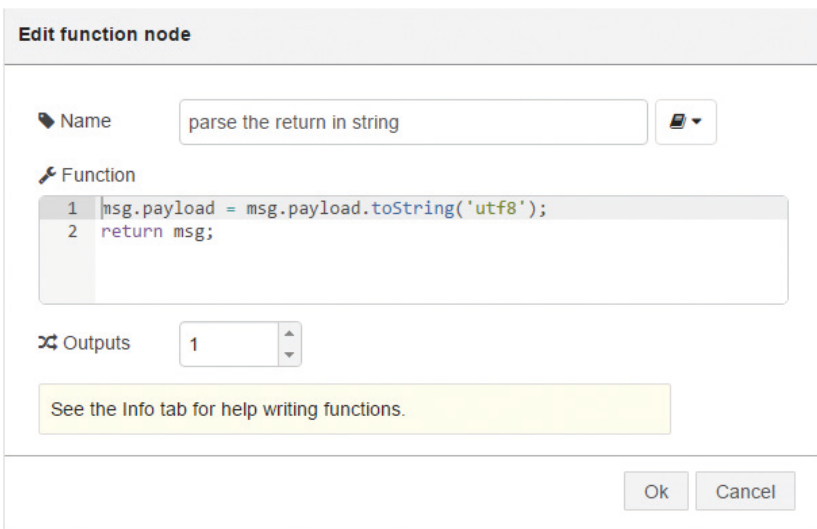 Edit function node
Name
parse the return in string
Function
1 msg.payload = msg.payload.toString('utf8');
2 return msg;
Outputs
1
See the Info tab for help writing functions.
Ok Cancel